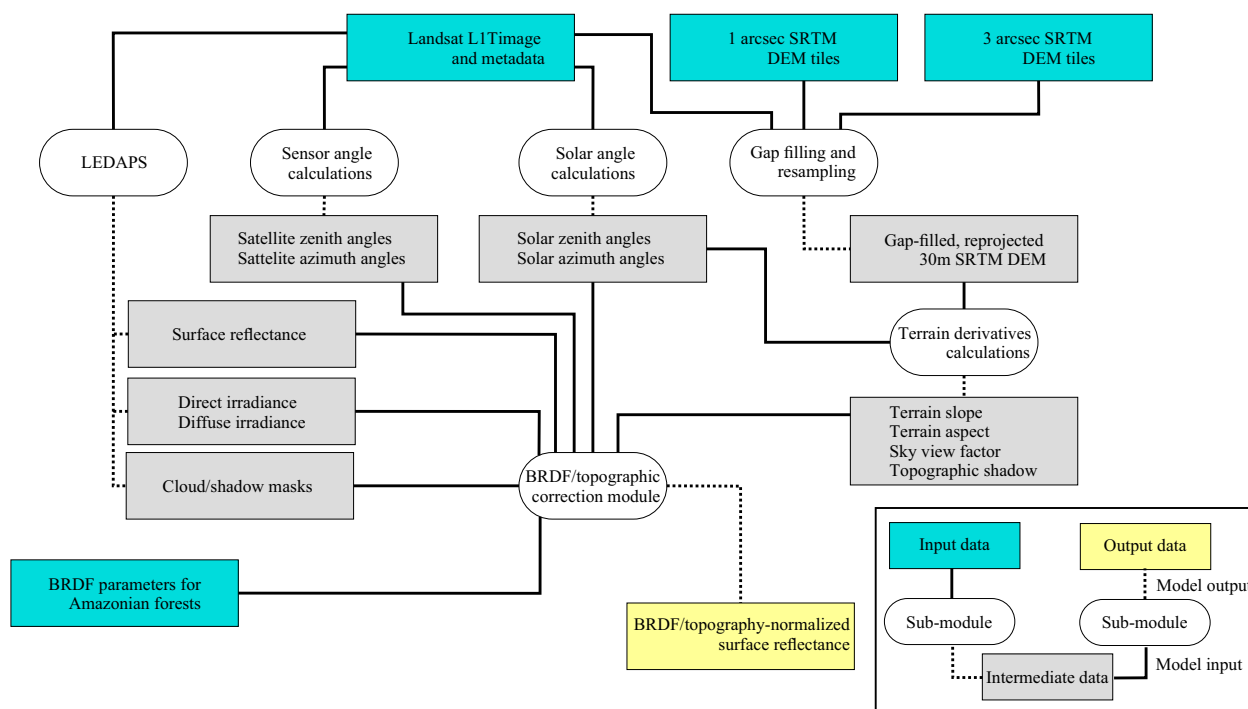 Landsat L1Timage
and metadata
1 arcsec SRTM
DEM tiles
3 arcsec SRTM
DEM tiles
LEDAPS
Sensor angle
calculations
Solar angle
calculations
Gap filling and
resampling
Satellite zenith angles
Sattelite azimuth angles
Solar zenith angles
Solar azimuth angles
Gap-filled, reprojected
30m SRTM DEM
Surface reflectance
Terrain derivatives
calculations
Direct irradiance
Diffuse irradiance
Terrain slope
Terrain aspect
Sky view factor
Topographic shadow
Cloud/shadow masks
BRDF/topographic
correction module
BRDF parameters for
Amazonian forests
BRDF/topography-normalized
surface reflectance
Input data
Output data
Model output
Sub-module
Sub-module
Model input
Intermediate data